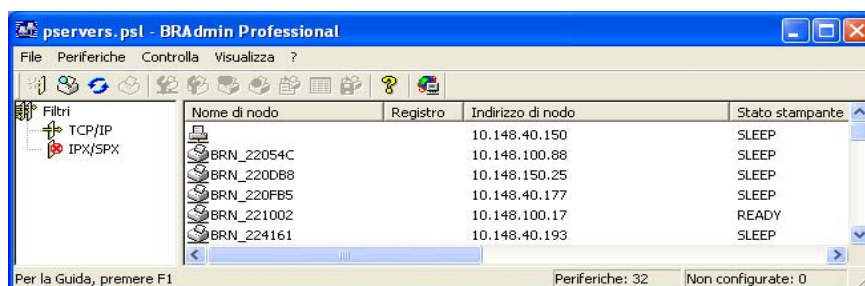 pservers.psl - BRAdmin Professional
File Periferiche Controlla Visualizza ?
Filtri
TCP/IP
IPX/SPX
Nome di nodo Registro Indirizzo di nodo Stato stampante
10.148.40.150 SLEEP
BRN_22054C 10.148.100.88 SLEEP
BRN_220DB8 10.148.150.25 SLEEP
BRN_220FB5 10.148.40.177 SLEEP
BRN_221002 10.148.100.17 READY
BRN_224161 10.148.40.193 SLEEP
Per la Guida, premere F1 Periferiche: 32 Non configurate: 0